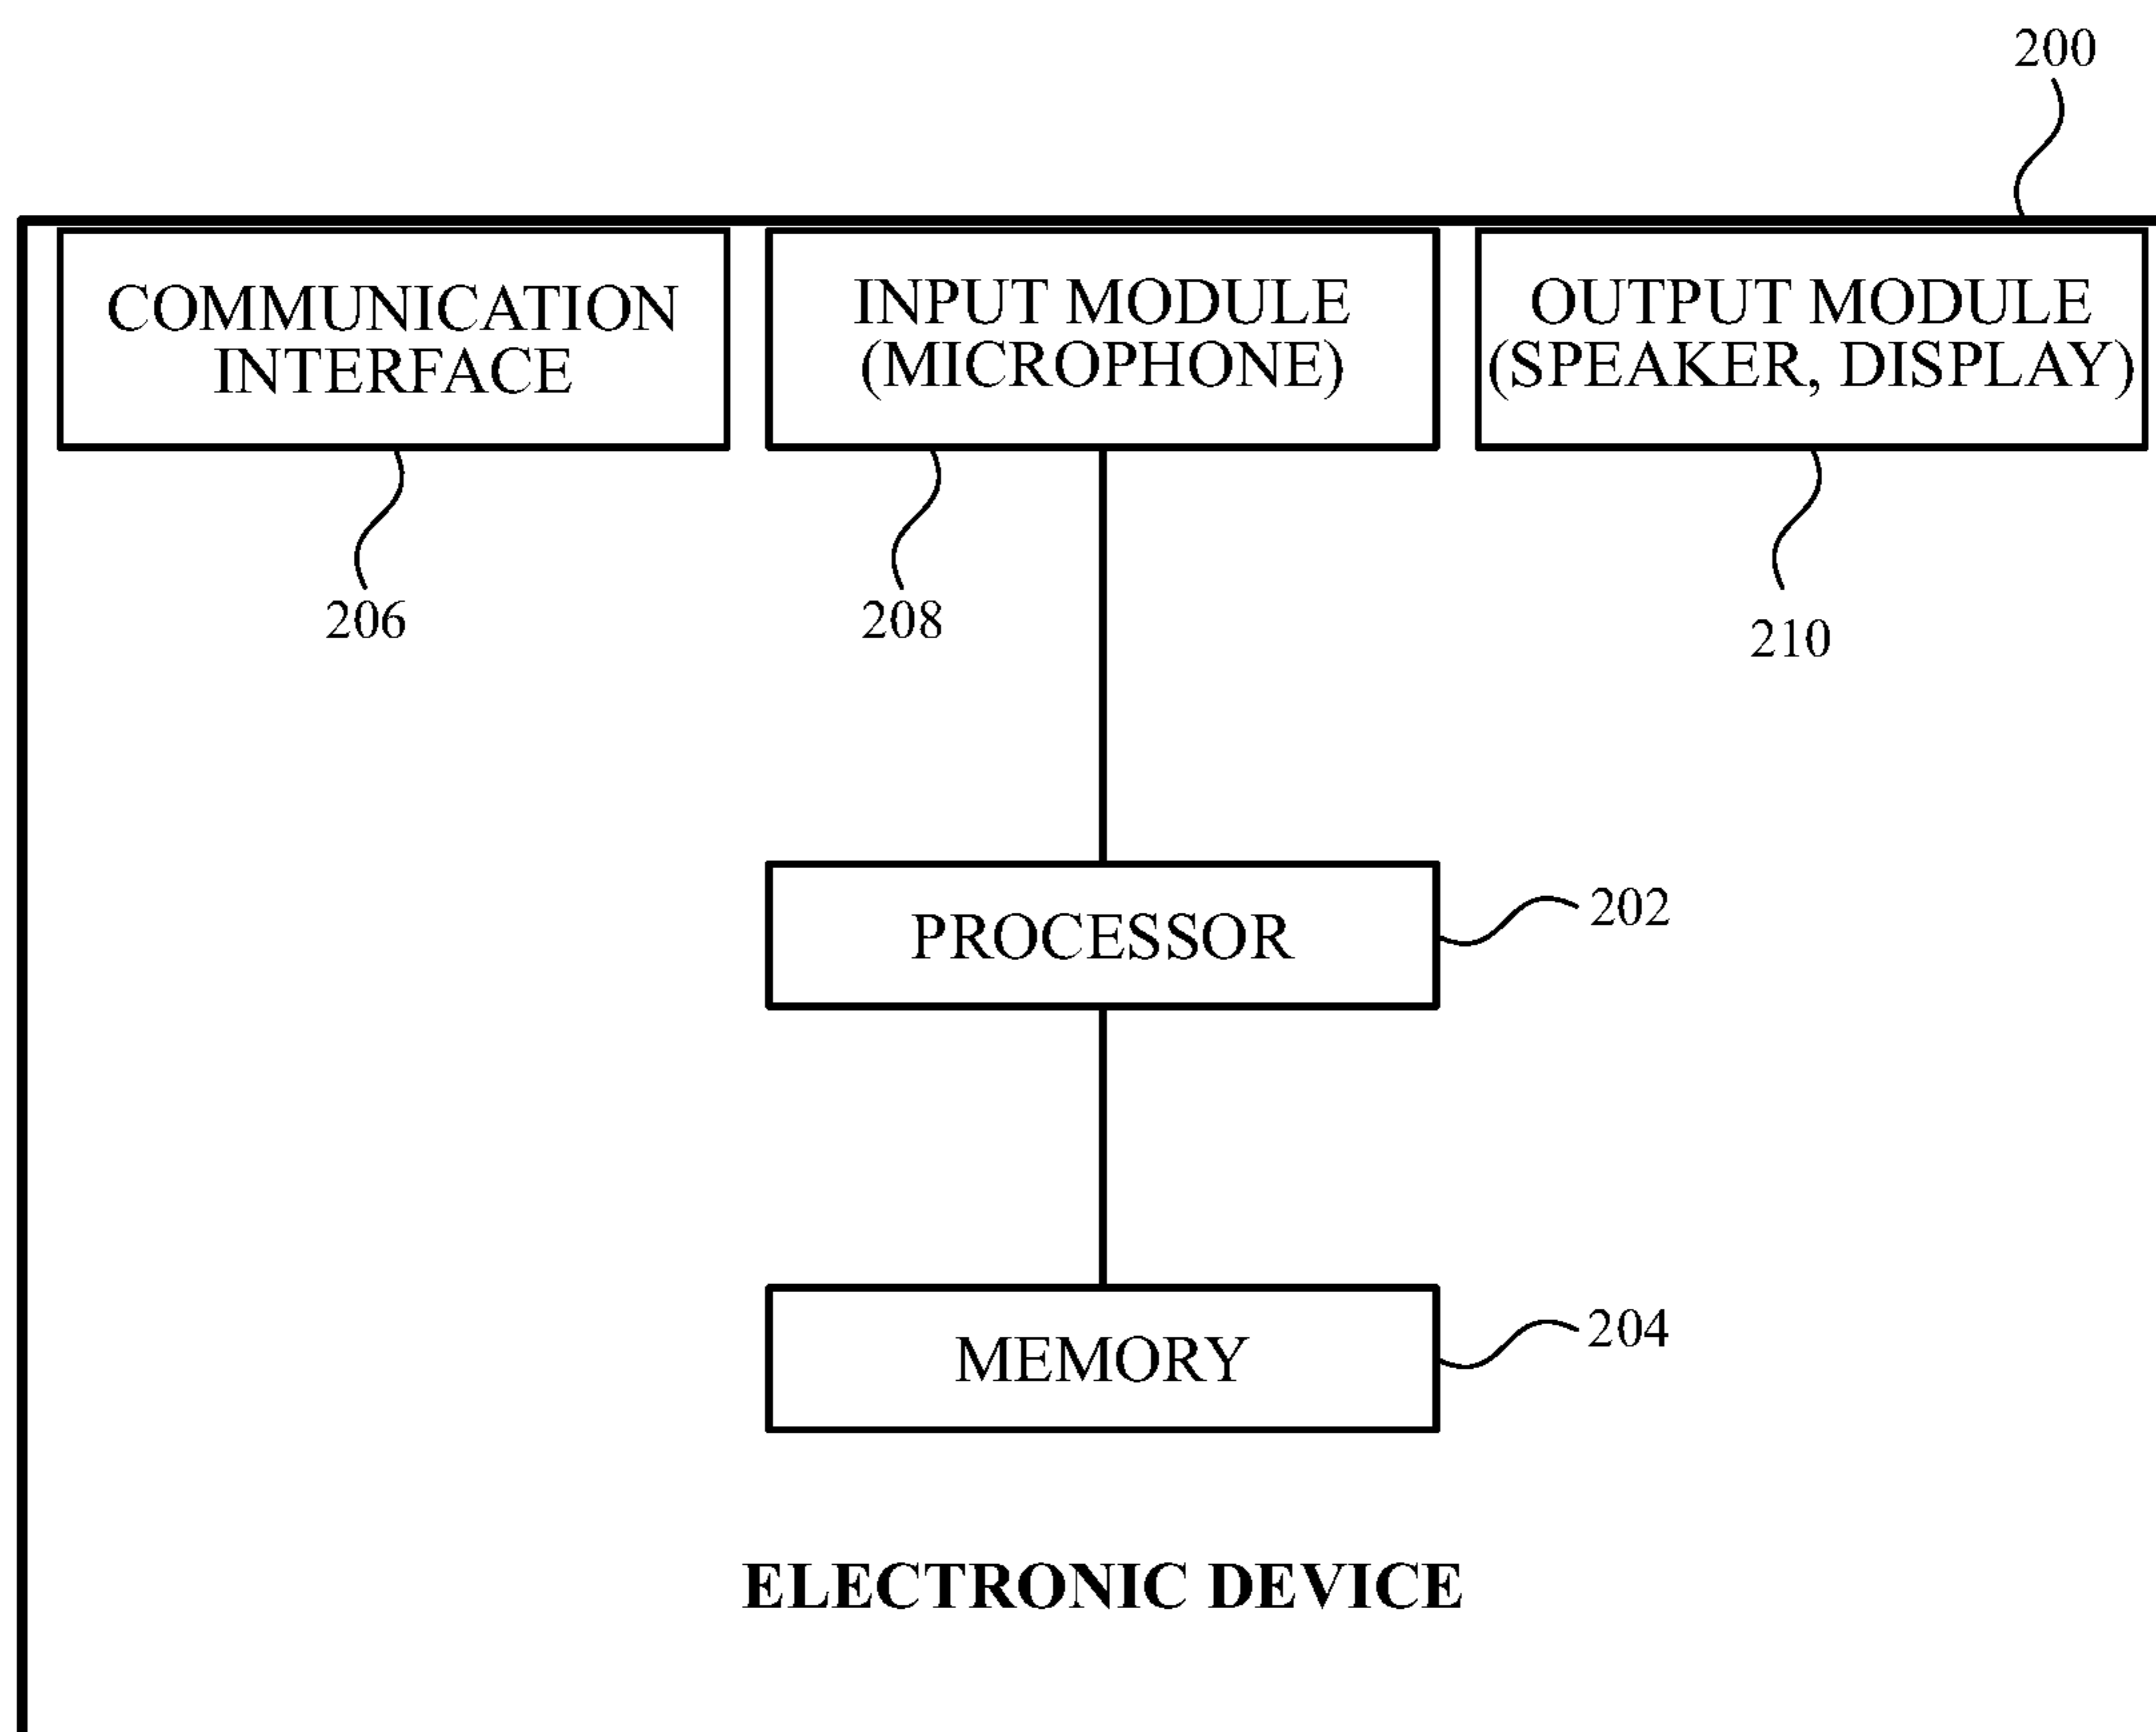 200
COMMUNICATION
INTERFACE
INPUT MODULE
(MICROPHONE)
OUTPUT MODULE
(SPEAKER, DISPLAY)
206
208
210
PROCESSOR
202
MEMORY
204
ELECTRONIC DEVICE